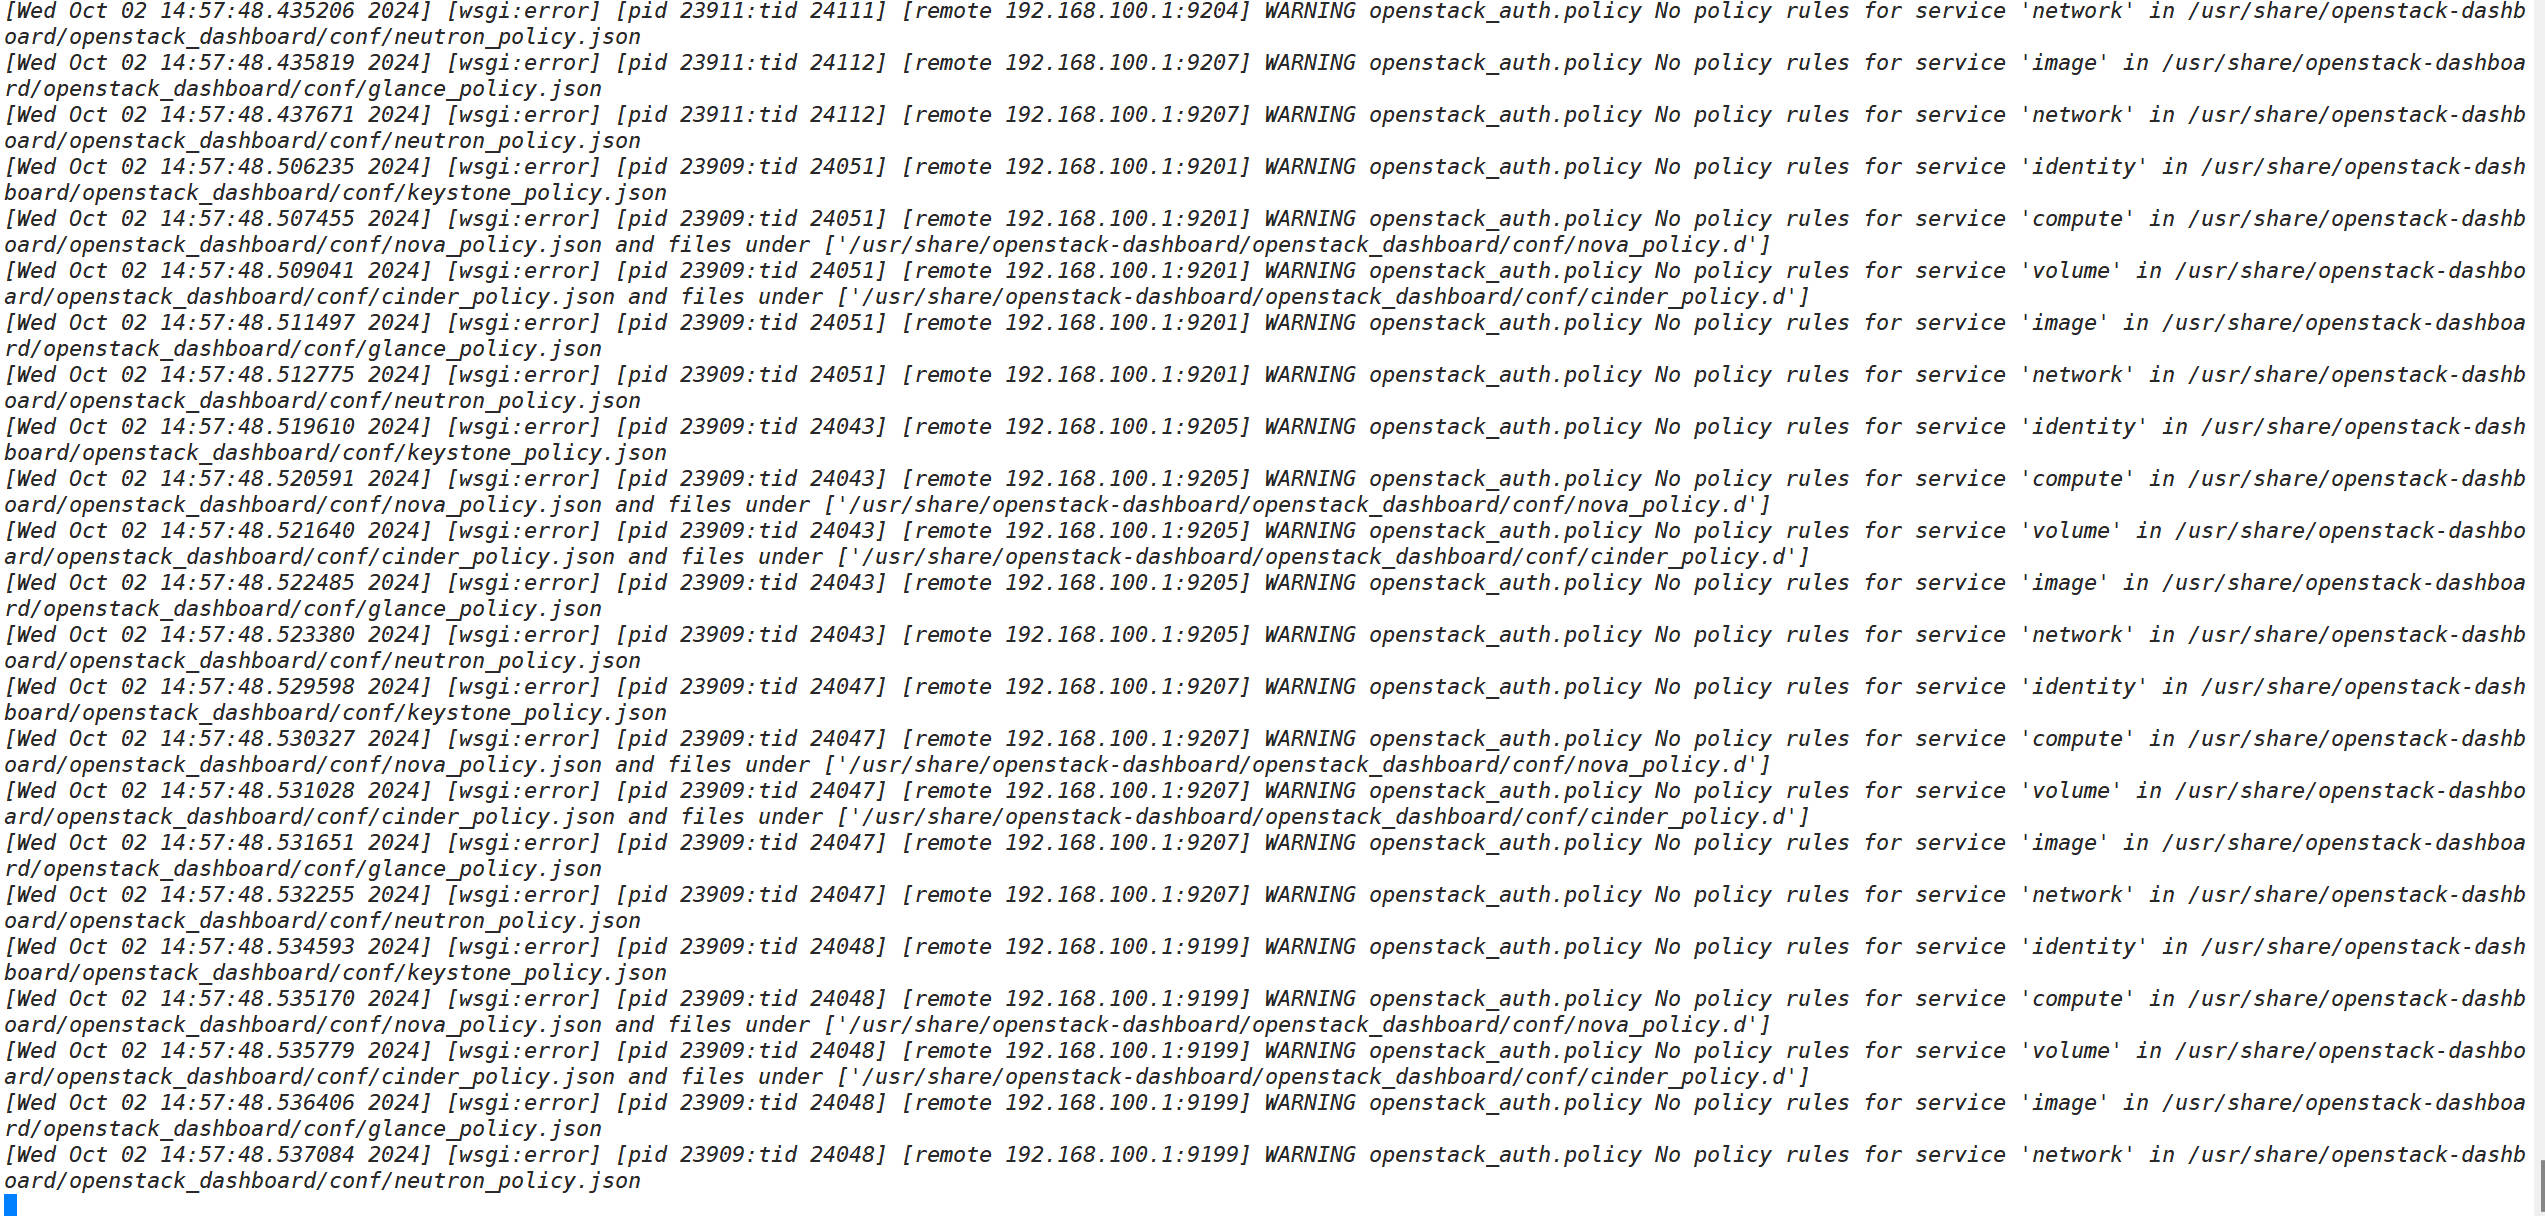 [Wed Oct 02 14:57:48.435206 2024] [wsgi:error] [pid 23911:tid 24111] [remote 192.168.100.1:9204] WARNING openstack_auth.policy No policy rules for service 'network' in /usr/share/openstack-dashb
oard/openstack_dashboard/conf/neutron_policy.json
[Wed Oct 02 14:57:48.435819 2024] [wsgi:error] [pid 23911:tid 24112] [remote 192.168.100.1:9207] WARNING openstack_auth.policy No policy rules for service 'image' in /usr/share/openstack-dashboa
rd/openstack_dashboard/conf/glance_policy.json
[Wed Oct 02 14:57:48.437671 2024] [wsgi:error] [pid 23911:tid 24112] [remote 192.168.100.1:9207] WARNING openstack_auth.policy No policy rules for service 'network' in /usr/share/openstack-dashb
oard/openstack_dashboard/conf/neutron_policy.json
[Wed Oct 02 14:57:48.506235 2024] [wsgi:error] [pid 23909:tid 24051] [remote 192.168.100.1:9201] WARNING openstack_auth.policy No policy rules for service 'identity' in /usr/share/openstack-dash
board/openstack_dashboard/conf/keystone_policy.json
[Wed Oct 02 14:57:48.507455 2024] [wsgi:error] [pid 23909:tid 24051] [remote 192.168.100.1:9201] WARNING openstack_auth.policy No policy rules for service 'compute' in /usr/share/openstack-dashb
oard/openstack_dashboard/conf/nova_policy.json and files under ['/usr/share/openstack-dashboard/openstack_dashboard/conf/nova_policy.d']
[Wed Oct 02 14:57:48.509041 2024] [wsgi:error] [pid 23909:tid 24051] [remote 192.168.100.1:9201] WARNING openstack_auth.policy No policy rules for service 'volume' in /usr/share/openstack-dashbo
ard/openstack_dashboard/conf/cinder_policy.json and files under ['/usr/share/openstack-dashboard/openstack_dashboard/conf/cinder_policy.d']
[Wed Oct 02 14:57:48.511497 2024] [wsgi:error] [pid 23909:tid 24051] [remote 192.168.100.1:9201] WARNING openstack_auth.policy No policy rules for service 'image' in /usr/share/openstack-dashboa
rd/openstack_dashboard/conf/glance_policy.json
[Wed Oct 02 14:57:48.512775 2024] [wsgi:error] [pid 23909:tid 24051] [remote 192.168.100.1:9201] WARNING openstack_auth.policy No policy rules for service 'network' in /usr/share/openstack-dashb
oard/openstack_dashboard/conf/neutron_policy.json
[Wed Oct 02 14:57:48.519610 2024] [wsgi:error] [pid 23909:tid 24043] [remote 192.168.100.1:9205] WARNING openstack_auth.policy No policy rules for service 'identity' in /usr/share/openstack-dash
board/openstack_dashboard/conf/keystone_policy.json
[Wed Oct 02 14:57:48.520591 2024] [wsgi:error] [pid 23909:tid 24043] [remote 192.168.100.1:9205] WARNING openstack_auth.policy No policy rules for service 'compute' in /usr/share/openstack-dashb
oard/openstack_dashboard/conf/nova_policy.json and files under ['/usr/share/openstack-dashboard/openstack_dashboard/conf/nova_policy.d']
[Wed Oct 02 14:57:48.521640 2024] [wsgi:error] [pid 23909:tid 24043] [remote 192.168.100.1:9205] WARNING openstack_auth.policy No policy rules for service 'volume' in /usr/share/openstack-dashbo
ard/openstack_dashboard/conf/cinder_policy.json and files under ['/usr/share/openstack-dashboard/openstack_dashboard/conf/cinder_policy.d']
[Wed Oct 02 14:57:48.522485 2024] [wsgi:error] [pid 23909:tid 24043] [remote 192.168.100.1:9205] WARNING openstack_auth.policy No policy rules for service 'image' in /usr/share/openstack-dashboa
rd/openstack_dashboard/conf/glance_policy.json
[Wed Oct 02 14:57:48.523380 2024] [wsgi:error] [pid 23909:tid 24043] [remote 192.168.100.1:9205] WARNING openstack_auth.policy No policy rules for service 'network' in /usr/share/openstack-dashb
oard/openstack_dashboard/conf/neutron_policy.json
[Wed Oct 02 14:57:48.529598 2024] [wsgi:error] [pid 23909:tid 24047] [remote 192.168.100.1:9207] WARNING openstack_auth.policy No policy rules for service 'identity' in /usr/share/openstack-dash
board/openstack_dashboard/conf/keystone_policy.json
[Wed Oct 02 14:57:48.530327 2024] [wsgi:error] [pid 23909:tid 24047] [remote 192.168.100.1:9207] WARNING openstack_auth.policy No policy rules for service 'compute' in /usr/share/openstack-dashb
oard/openstack_dashboard/conf/nova_policy.json and files under ['/usr/share/openstack-dashboard/openstack_dashboard/conf/nova_policy.d']
[Wed Oct 02 14:57:48.531028 2024] [wsgi:error] [pid 23909:tid 24047] [remote 192.168.100.1:9207] WARNING openstack_auth.policy No policy rules for service 'volume' in /usr/share/openstack-dashbo
ard/openstack_dashboard/conf/cinder_policy.json and files under ['/usr/share/openstack-dashboard/openstack_dashboard/conf/cinder_policy.d']
[Wed Oct 02 14:57:48.531651 2024] [wsgi:error] [pid 23909:tid 24047] [remote 192.168.100.1:9207] WARNING openstack_auth.policy No policy rules for service 'image' in /usr/share/openstack-dashboa
rd/openstack_dashboard/conf/glance_policy.json
[Wed Oct 02 14:57:48.532255 2024] [wsgi:error] [pid 23909:tid 24047] [remote 192.168.100.1:9207] WARNING openstack_auth.policy No policy rules for service 'network' in /usr/share/openstack-dashb
oard/openstack_dashboard/conf/neutron_policy.json
[Wed Oct 02 14:57:48.534593 2024] [wsgi:error] [pid 23909:tid 24048] [remote 192.168.100.1:9199] WARNING openstack_auth.policy No policy rules for service 'identity' in /usr/share/openstack-dash
board/openstack_dashboard/conf/keystone_policy.json
[Wed Oct 02 14:57:48.535170 2024] [wsgi:error] [pid 23909:tid 24048] [remote 192.168.100.1:9199] WARNING openstack_auth.policy No policy rules for service 'compute' in /usr/share/openstack-dashb
oard/openstack_dashboard/conf/nova_policy.json and files under ['/usr/share/openstack-dashboard/openstack_dashboard/conf/nova_policy.d']
[Wed Oct 02 14:57:48.535779 2024] [wsgi:error] [pid 23909:tid 24048] [remote 192.168.100.1:9199] WARNING openstack_auth.policy No policy rules for service 'volume' in /usr/share/openstack-dashbo
ard/openstack_dashboard/conf/cinder_policy.json and files under ['/usr/share/openstack-dashboard/openstack_dashboard/conf/cinder_policy.d']
[Wed Oct 02 14:57:48.536406 2024] [wsgi:error] [pid 23909:tid 24048] [remote 192.168.100.1:9199] WARNING openstack_auth.policy No policy rules for service 'image' in /usr/share/openstack-dashboa
rd/openstack_dashboard/conf/glance_policy.json
[Wed Oct 02 14:57:48.537084 2024] [wsgi:error] [pid 23909:tid 24048] [remote 192.168.100.1:9199] WARNING openstack_auth.policy No policy rules for service 'network' in /usr/share/openstack-dashb
oard/openstack_dashboard/conf/neutron_policy.json